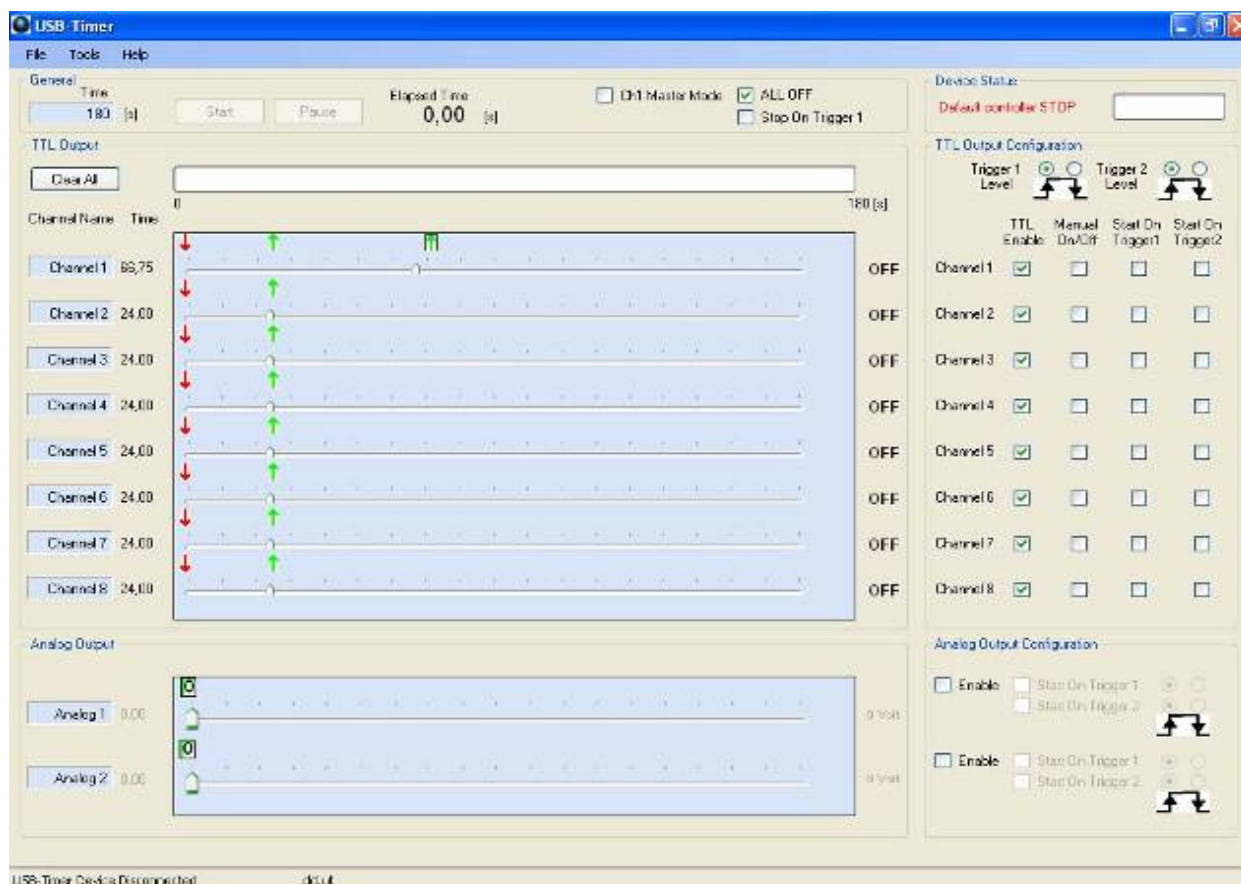 USB-Timer
File Tools Help
General
Time
180 [s]
Start Pause
Elapsed Time
0,00 [s]
Ch1 Master Mode
ALL OFF
Stop On Trigger 1
Device Status
Default controller STOP
TTL Output
Clear All
0
180 [s]
Channel Name Time
Channel 1 66,75 OFF
Channel 2 24,00 OFF
Channel 3 24,00 OFF
Channel 4 24,00 OFF
Channel 5 24,00 OFF
Channel 6 24,00 OFF
Channel 7 24,00 OFF
Channel 8 24,00 OFF
TTL Output Configuration
Trigger 1 Level
Trigger 2 Level
TTL Enable
Manual On/Off
Start On Trigger1
Start On Trigger2
Channel 1
Channel 2
Channel 3
Channel 4
Channel 5
Channel 6
Channel 7
Channel 8
Analog Output
0
Analog 1 0,00 0 Volt
0
Analog 2 0,00 0 Volt
Analog Output Configuration
Enable Start On Trigger 1
Start On Trigger 2
Enable Start On Trigger 1
Start On Trigger 2
USB-Timer Device Disconnected